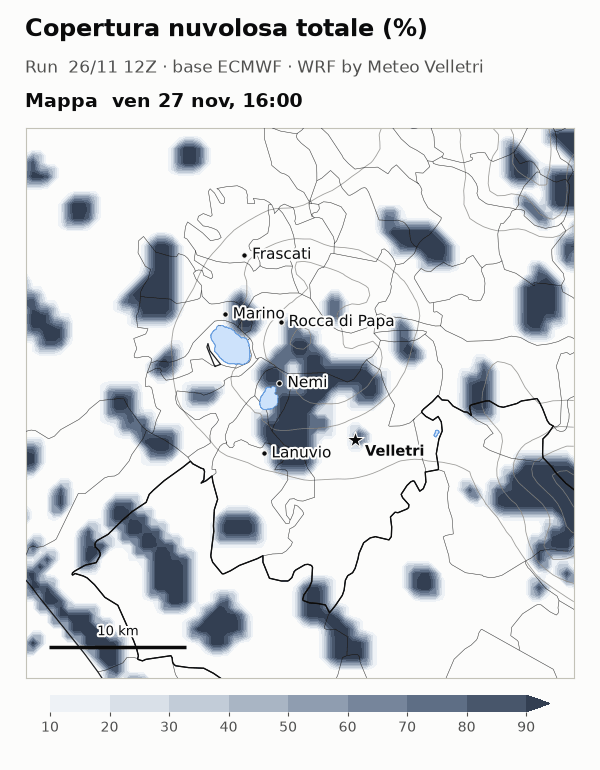 Copertura nuvolosa totale (%)
Run  26/11 12Z · base ECMWF · WRF by Meteo Velletri
Mappa  ven 27 nov, 16:00
Frascati
Marino
Rocca di Papa
Nemi
Velletri
Lanuvio
10 km
10 20 30 40 50 60 70 80 90